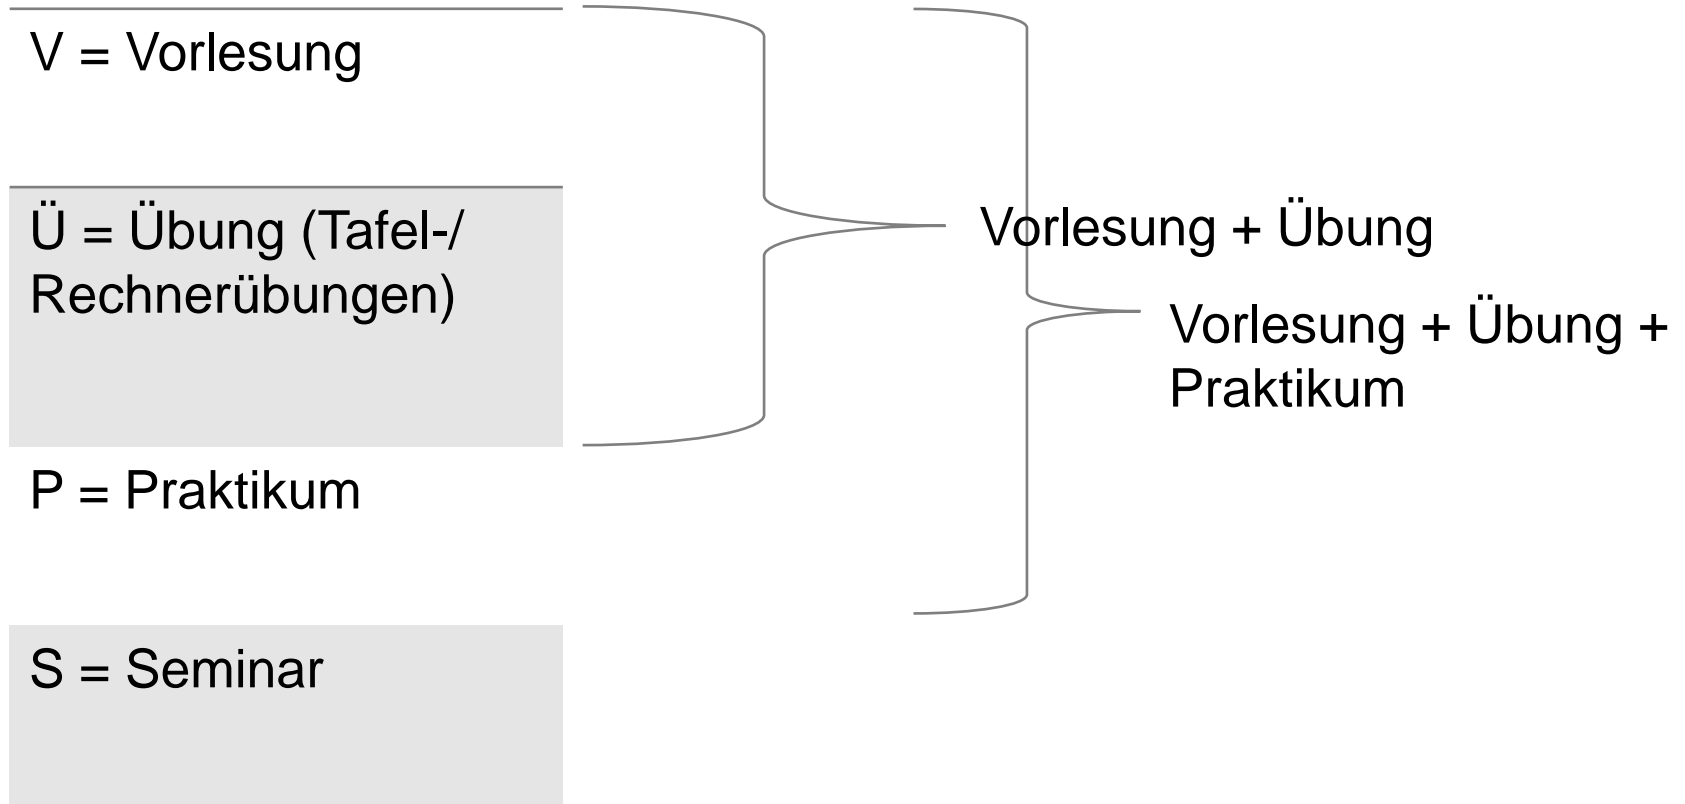 V = Vorlesung
Ü = Übung (Tafel-/
Rechnerübungen)
P = Praktikum
S = Seminar
Vorlesung + Übung
Vorlesung + Übung +
Praktikum